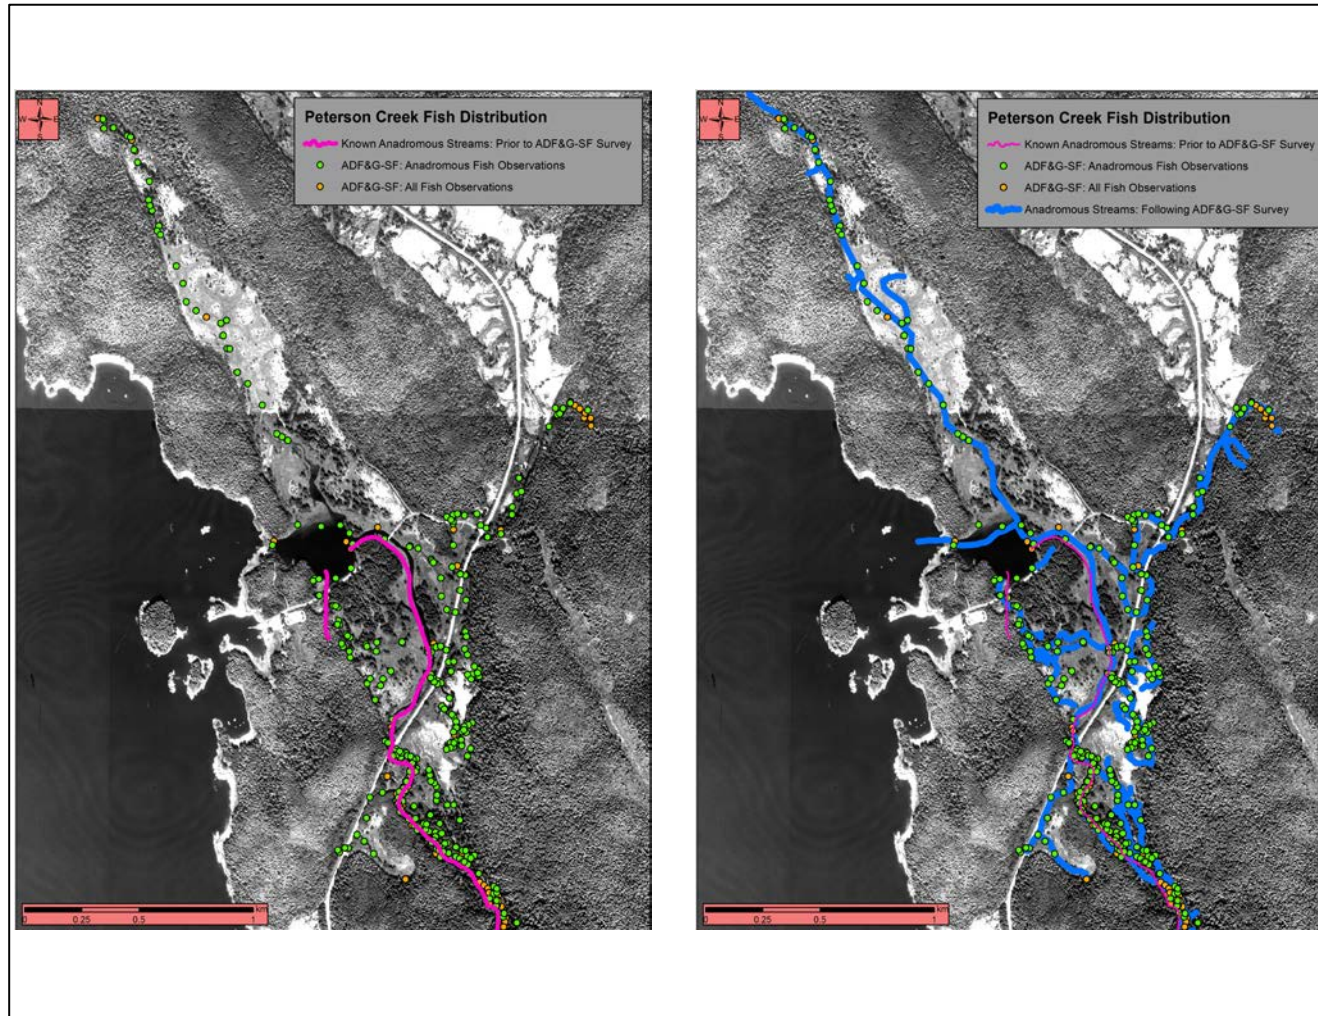 N
W E
S
Peterson Creek Fish Distribution
Known Anadromous Streams: Prior to ADF&G-SF Survey
ADF&G-SF: Anadromous Fish Observations
ADF&G-SF: All Fish Observations
km
0 0.25 0.5 1
N
W E
S
Peterson Creek Fish Distribution
Known Anadromous Streams: Prior to ADF&G-SF Survey
ADF&G-SF: Anadromous Fish Observations
ADF&G-SF: All Fish Observations
Anadromous Streams: Following ADF&G-SF Survey
km
0 0.25 0.5 1